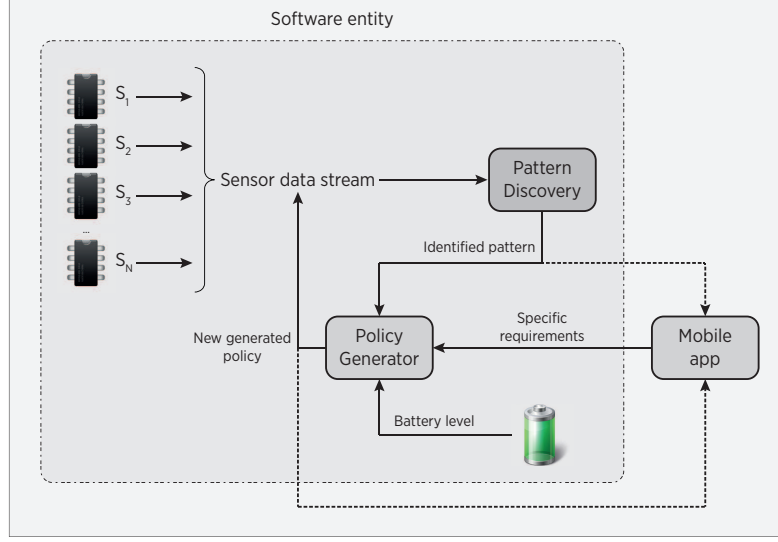 Software entity
S1
S2
S3
...
SN
Sensor data stream
Pattern
Discovery
Identified pattern
New generated
policy
Policy
Generator
Specific
requirements
Mobile
app
Battery level